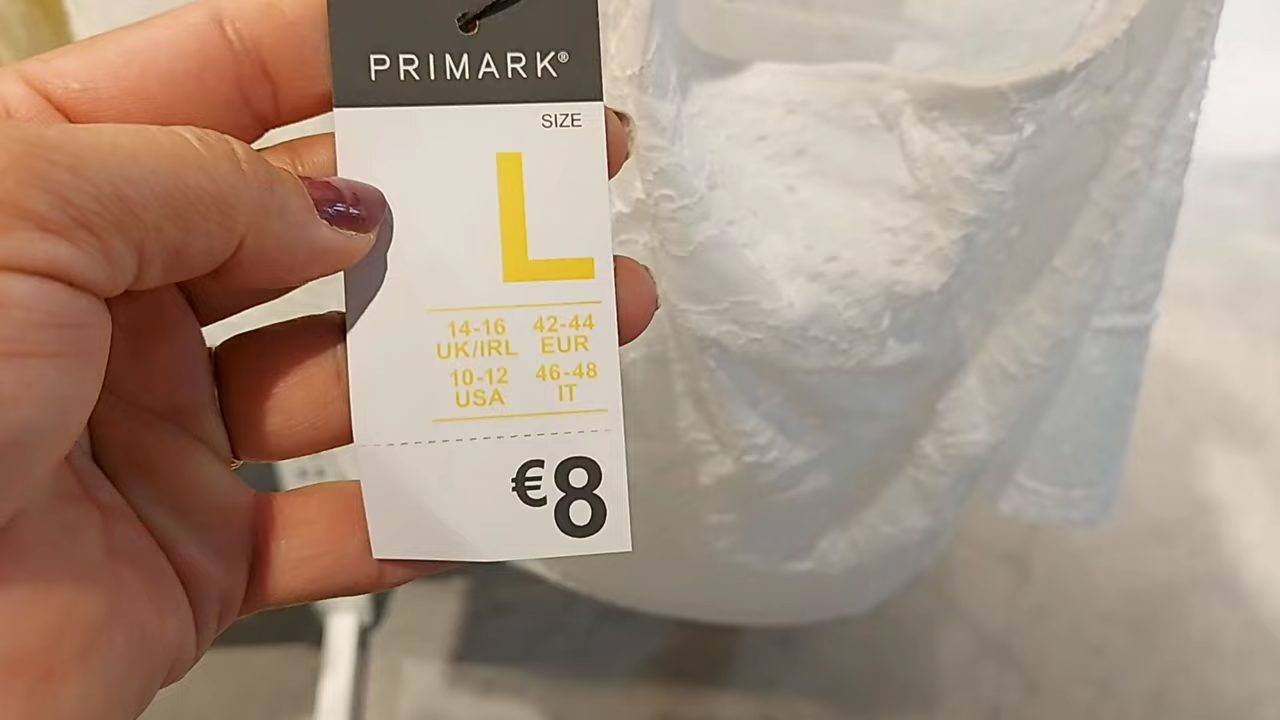 PRIMARK®
SIZE
L
14-16 42-44
UK/IRL EUR
10-12 46-48
USA IT
€8